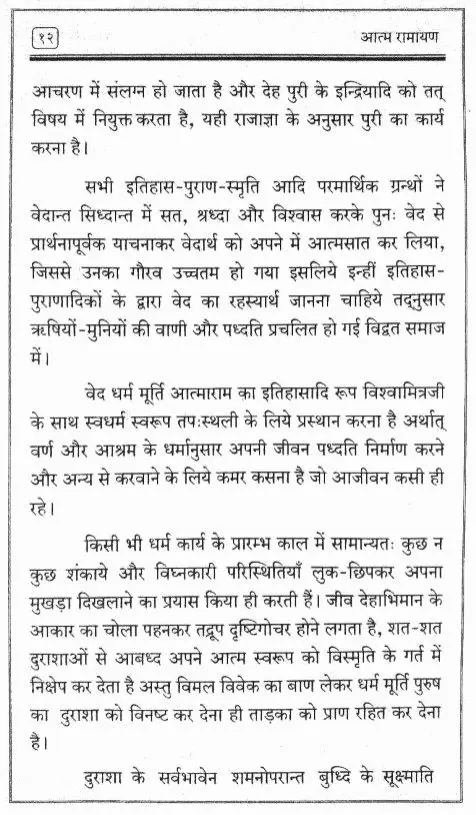 १२ आत्म रामायण
आचरण में संलग्न हो जाता है और देह पुरी के इन्द्रियादि को तत्
विषय में नियुक्त करता है, यही राजाज्ञा के अनुसार पुरी का कार्य
करना है।
सभी इतिहास-पुराण-स्मृति आदि परमार्थिक ग्रन्थों ने
वेदान्त सिध्दान्त में सत, श्रध्दा और विश्वास करके पुनः वेद से
प्रार्थनापूर्वक याचनाकर वेदार्थ को अपने में आत्मसात कर लिया,
जिससे उनका गौरव उच्चतम हो गया इसलिये इन्हीं इतिहास-
पुराणादिकों के द्वारा वेद का रहस्यार्थ जानना चाहिये तद्नुसार
ऋषियों-मुनियों की वाणी और पध्दति प्रचलित हो गई विद्वत समाज
में।
वेद धर्म मूर्ति आत्माराम का इतिहासादि रूप विश्वामित्रजी
के साथ स्वधर्म स्वरूप तपःस्थली के लिये प्रस्थान करना है अर्थात्
वर्ण और आश्रम के धर्मानुसार अपनी जीवन पध्दति निर्माण करने
और अन्य से करवाने के लिये कमर कसना है जो आजीवन कसी ही
रहे।
किसी भी धर्म कार्य के प्रारम्भ काल में सामान्यतः कुछ न
कुछ शंकाये और विघ्नकारी परिस्थितियाँ लुक-छिपकर अपना
मुखड़ा दिखलाने का प्रयास किया ही करती हैं। जीव देहाभिमान के
आकार का चोला पहनकर तद्रूप दृष्टिगोचर होने लगता है, शत-शत
दुराशाओं से आबध्द अपने आत्म स्वरूप को विस्मृति के गर्त में
निक्षेप कर देता है अस्तु विमल विवेक का बाण लेकर धर्म मूर्ति पुरुष
का दुराशा को विनष्ट कर देना ही ताड़का को प्राण रहित कर देना
है।
दुराशा के सर्वभावेन शमनोपरान्त बुध्दि के सूक्ष्माति